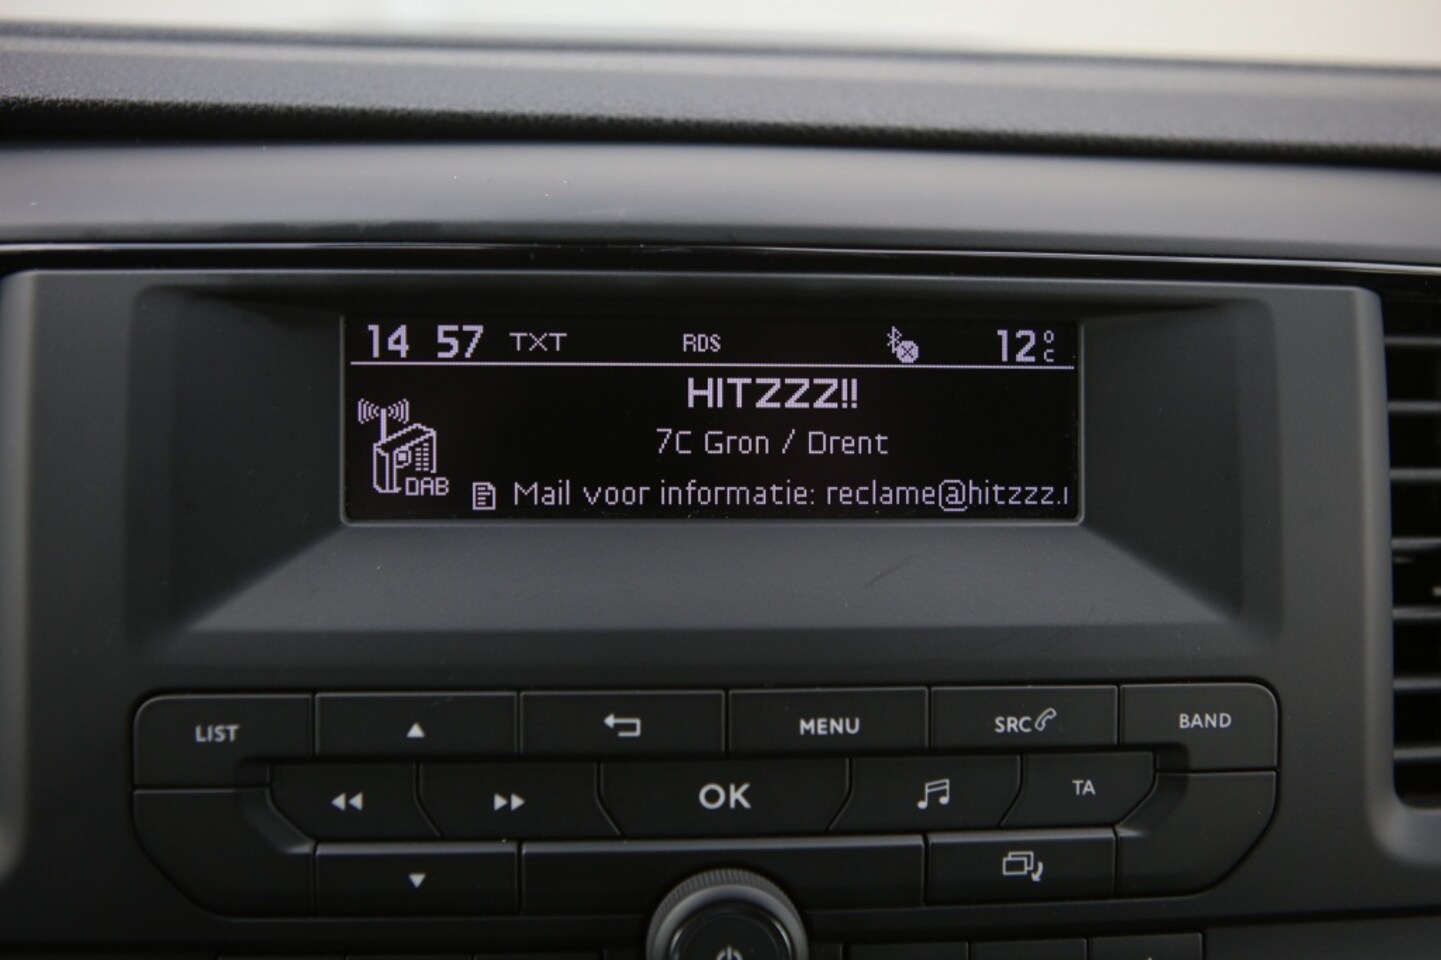 14 57 TXT RDS 12°C
HITZZZ!!
7C Gron / Drent
DAB
Mail voor informatie: reclame@hitzzz.
LIST MENU SRC BAND
OK TA